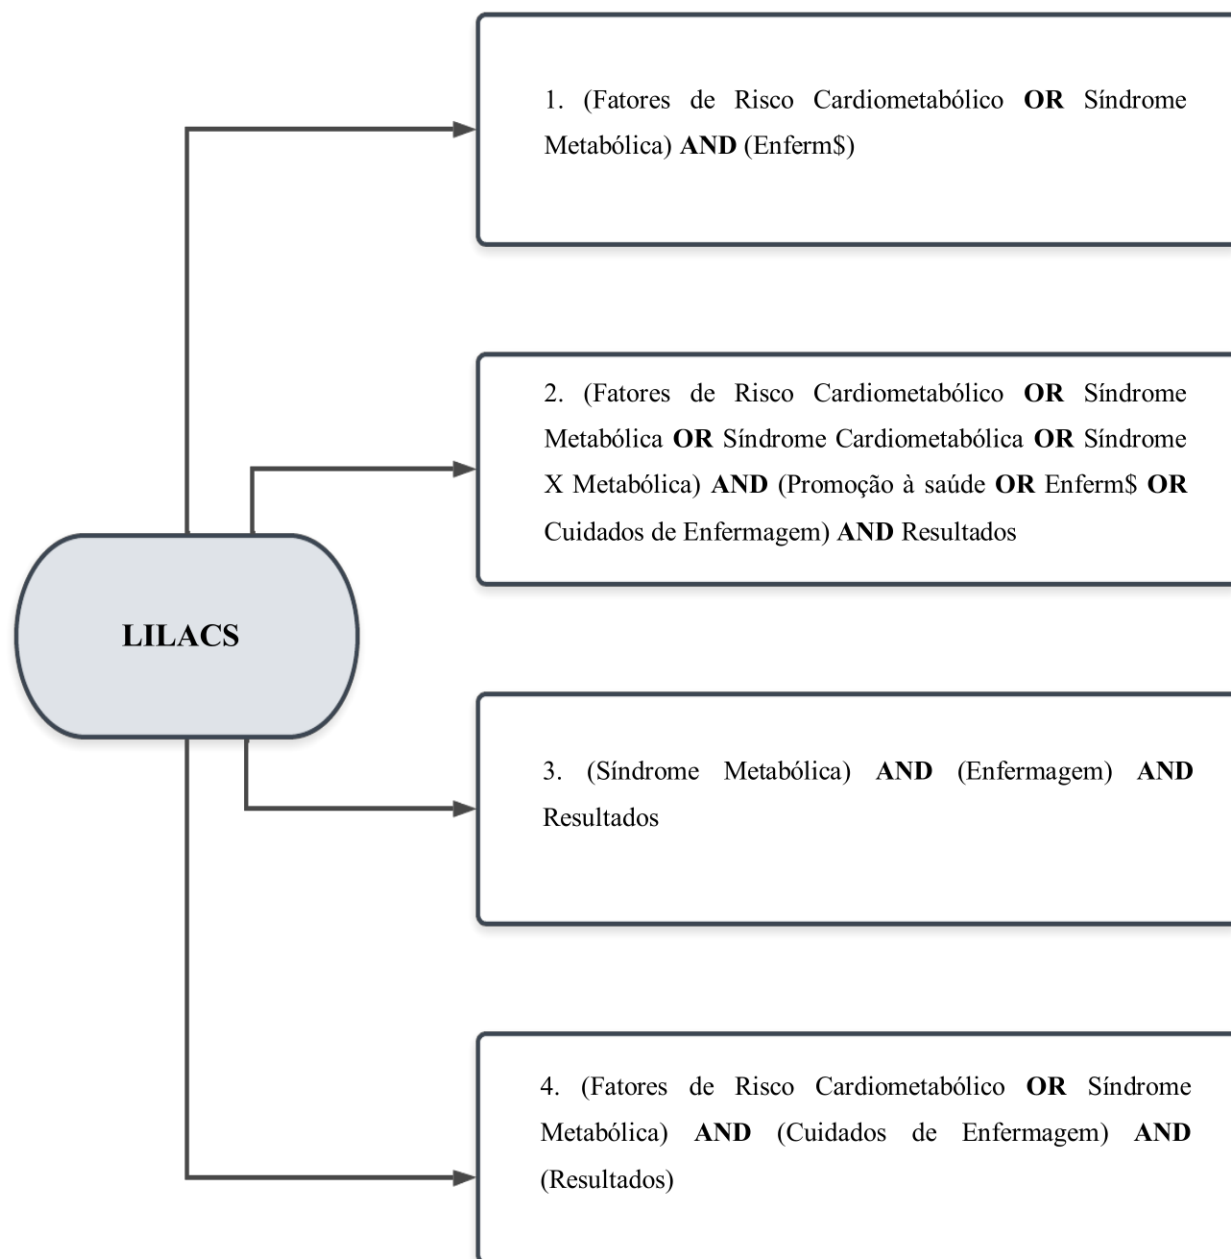 1. (Fatores de Risco Cardiometabólico OR Síndrome
Metabólica) AND (Enferm$)
2. (Fatores de Risco Cardiometabólico OR Síndrome
Metabólica OR Síndrome Cardiometabólica OR Síndrome
X Metabólica) AND (Promoção à saúde OR Enferm$ OR
Cuidados de Enfermagem) AND Resultados
LILACS
3. (Síndrome Metabólica) AND (Enfermagem) AND
Resultados
4. (Fatores de Risco Cardiometabólico OR Síndrome
Metabólica) AND (Cuidados de Enfermagem) AND
(Resultados)